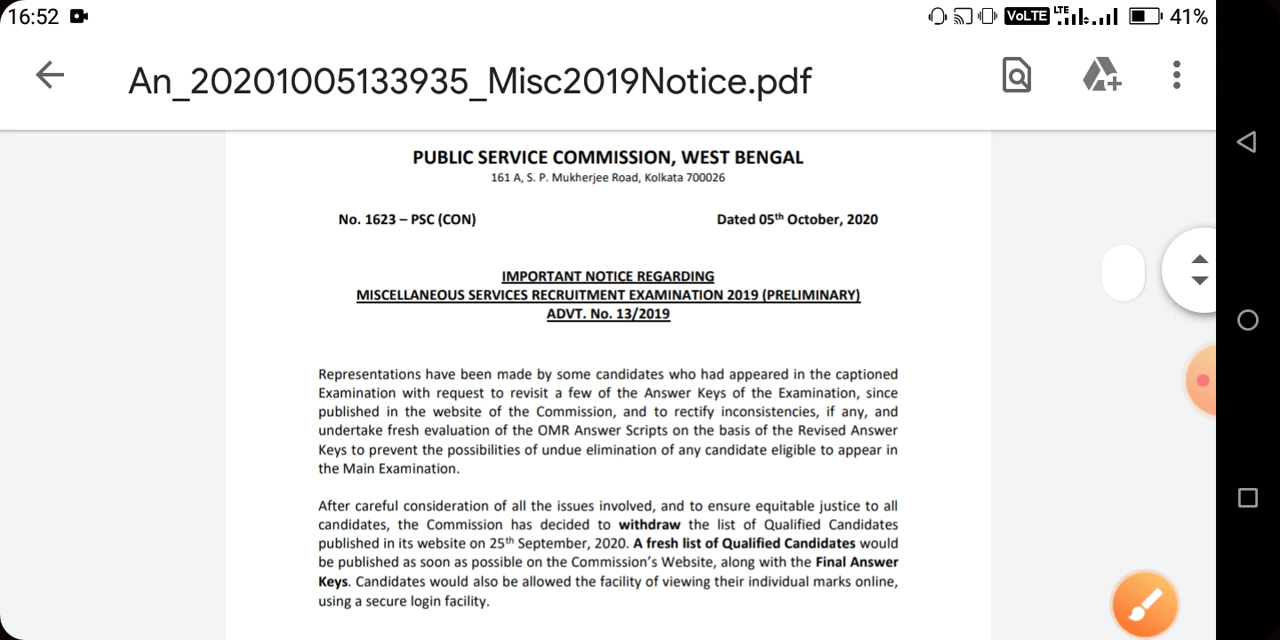 16:52
VoLTE LTE 41%
An_20201005133935_Misc2019Notice.pdf
PUBLIC SERVICE COMMISSION, WEST BENGAL
161 A, S. P. Mukherjee Road, Kolkata 700026
No. 1623 – PSC (CON) Dated 05th October, 2020
IMPORTANT NOTICE REGARDING
MISCELLANEOUS SERVICES RECRUITMENT EXAMINATION 2019 (PRELIMINARY)
ADVT. No. 13/2019
Representations have been made by some candidates who had appeared in the captioned
Examination with request to revisit a few of the Answer Keys of the Examination, since
published in the website of the Commission, and to rectify inconsistencies, if any, and
undertake fresh evaluation of the OMR Answer Scripts on the basis of the Revised Answer
Keys to prevent the possibilities of undue elimination of any candidate eligible to appear in
the Main Examination.
After careful consideration of all the issues involved, and to ensure equitable justice to all
candidates, the Commission has decided to withdraw the list of Qualified Candidates
published in its website on 25th September, 2020. A fresh list of Qualified Candidates would
be published as soon as possible on the Commission's Website, along with the Final Answer
Keys. Candidates would also be allowed the facility of viewing their individual marks online,
using a secure login facility.